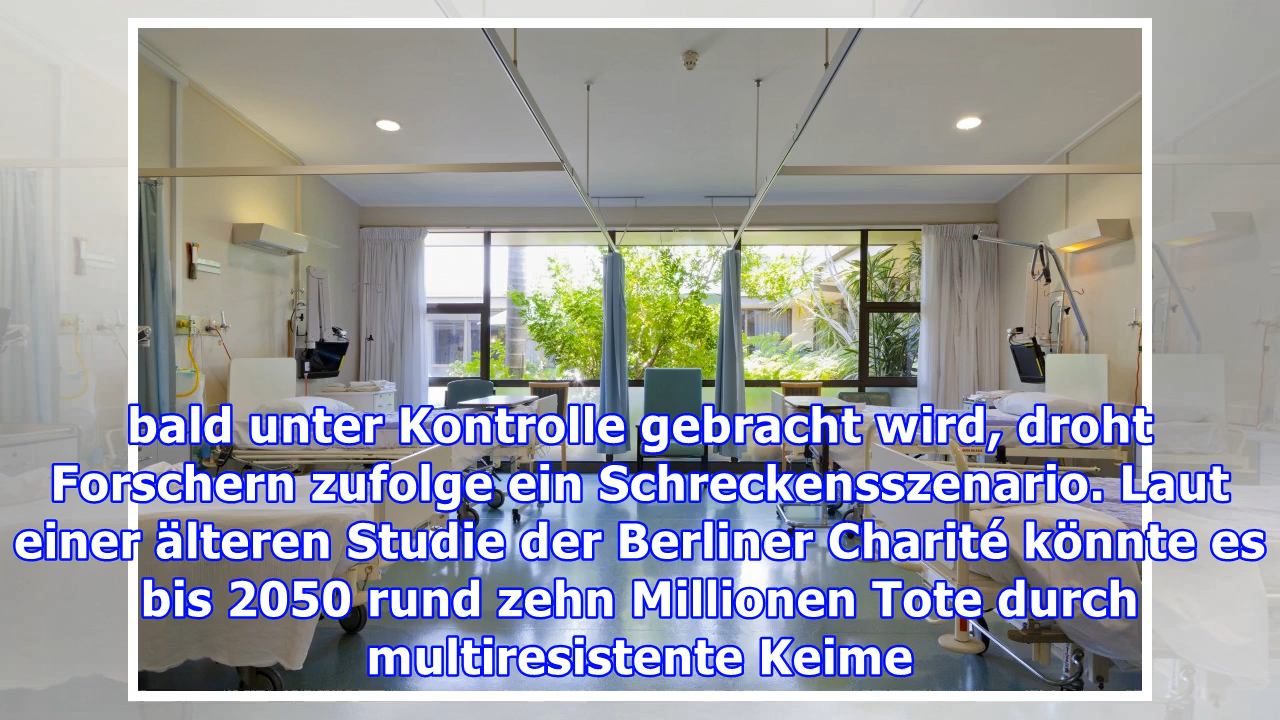 bald unter Kontrolle gebracht wird, droht
Forschern zufolge ein Schreckensszenario. Laut
einer älteren Studie der Berliner Charité könnte es
bis 2050 rund zehn Millionen Tote durch
multiresistente Keime